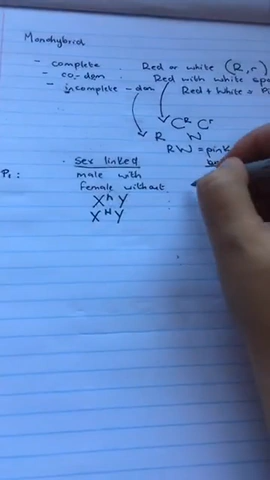 Monohybrid
- complete . Red or white (R, r)
- co-dom . Red with white spo
- incomplete-dom Red + White = Pi
Cᴿ Cʳ
R W
RW = pink
sex linked
P₁: male with
female without
XʰY
XᴴY